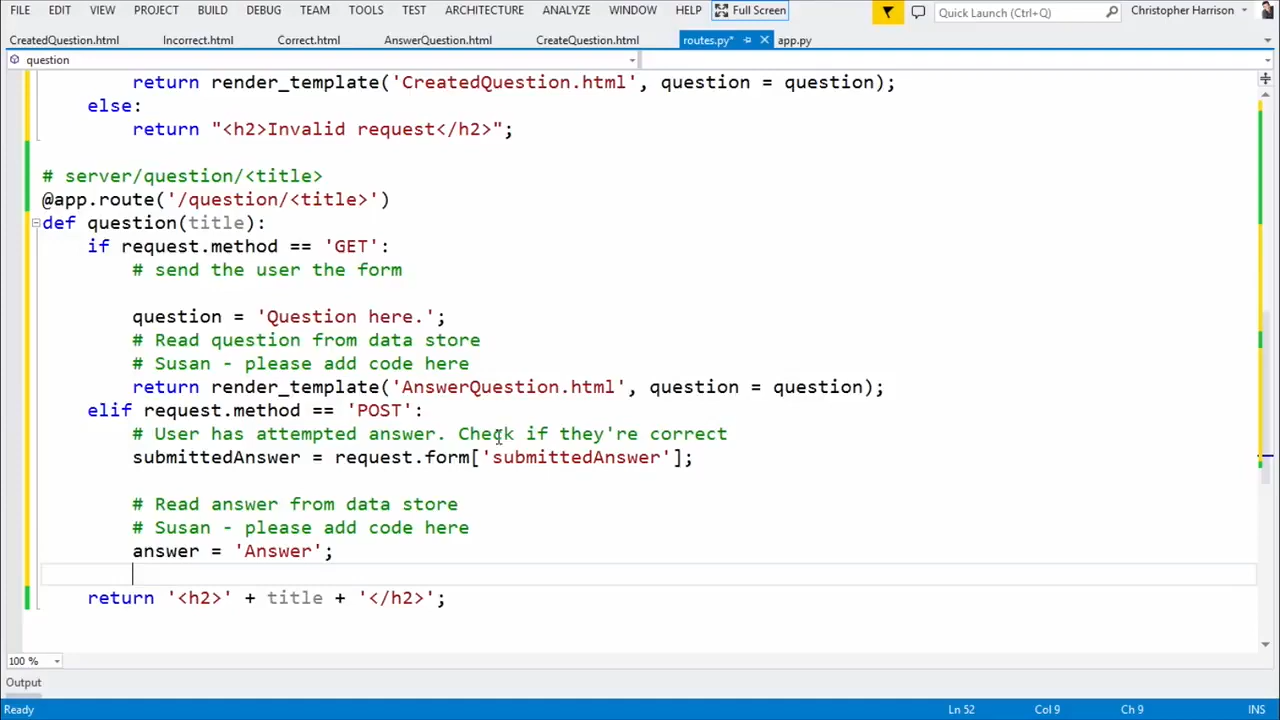 FILE EDIT VIEW PROJECT BUILD DEBUG TEAM TOOLS TEST ARCHITECTURE ANALYZE WINDOW HELP Full Screen Quick Launch (Ctrl+Q) Christopher Harrison
CreatedQuestion.html Incorrect.html Correct.html AnswerQuestion.html CreateQuestion.html routes.py* app.py
question
return render_template('CreatedQuestion.html', question = question);
else:
return "<h2>Invalid request</h2>";
# server/question/<title>
@app.route('/question/<title>')
def question(title):
if request.method == 'GET':
# send the user the form
question = 'Question here.';
# Read question from data store
# Susan - please add code here
return render_template('AnswerQuestion.html', question = question);
elif request.method == 'POST':
# User has attempted answer. Check if they're correct
submittedAnswer = request.form['submittedAnswer'];
# Read answer from data store
# Susan - please add code here
answer = 'Answer';
return '<h2>' + title + '</h2>';
100 %
Output
Ready Ln 52 Col 9 Ch 9 INS